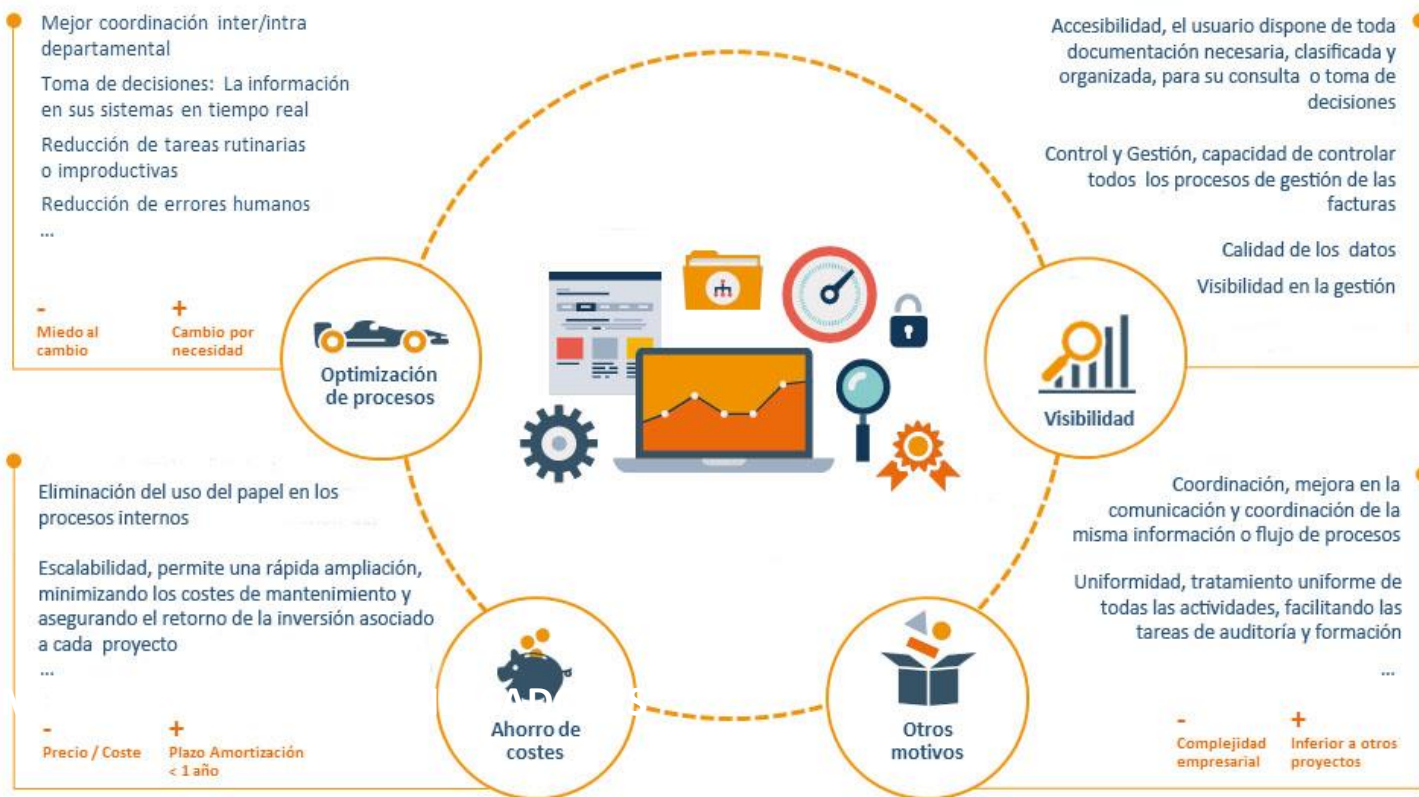 Mejor coordinación inter/intra
departamental
Toma de decisiones: La información
en sus sistemas en tiempo real
Reducción de tareas rutinarias
o improductivas
Reducción de errores humanos
...
-
Miedo al
cambio
+
Cambio por
necesidad
Optimización
de procesos
Accesibilidad, el usuario dispone de toda
documentación necesaria, clasificada y
organizada, para su consulta o toma de
decisiones
Control y Gestión, capacidad de controlar
todos los procesos de gestión de las
facturas
Calidad de los datos
Visibilidad en la gestión
Visibilidad
Eliminación del uso del papel en los
procesos internos
Escalabilidad, permite una rápida ampliación,
minimizando los costes de mantenimiento y
asegurando el retorno de la inversión asociado
a cada proyecto
...
-
Precio / Coste
+
Plazo Amortización
< 1 año
Ahorro de
costes
Coordinación, mejora en la
comunicación y coordinación de la
misma información o flujo de procesos
Uniformidad, tratamiento uniforme de
todas las actividades, facilitando las
tareas de auditoría y formación
...
-
Complejidad
empresarial
+
Inferior a otros
proyectos
Otros
motivos